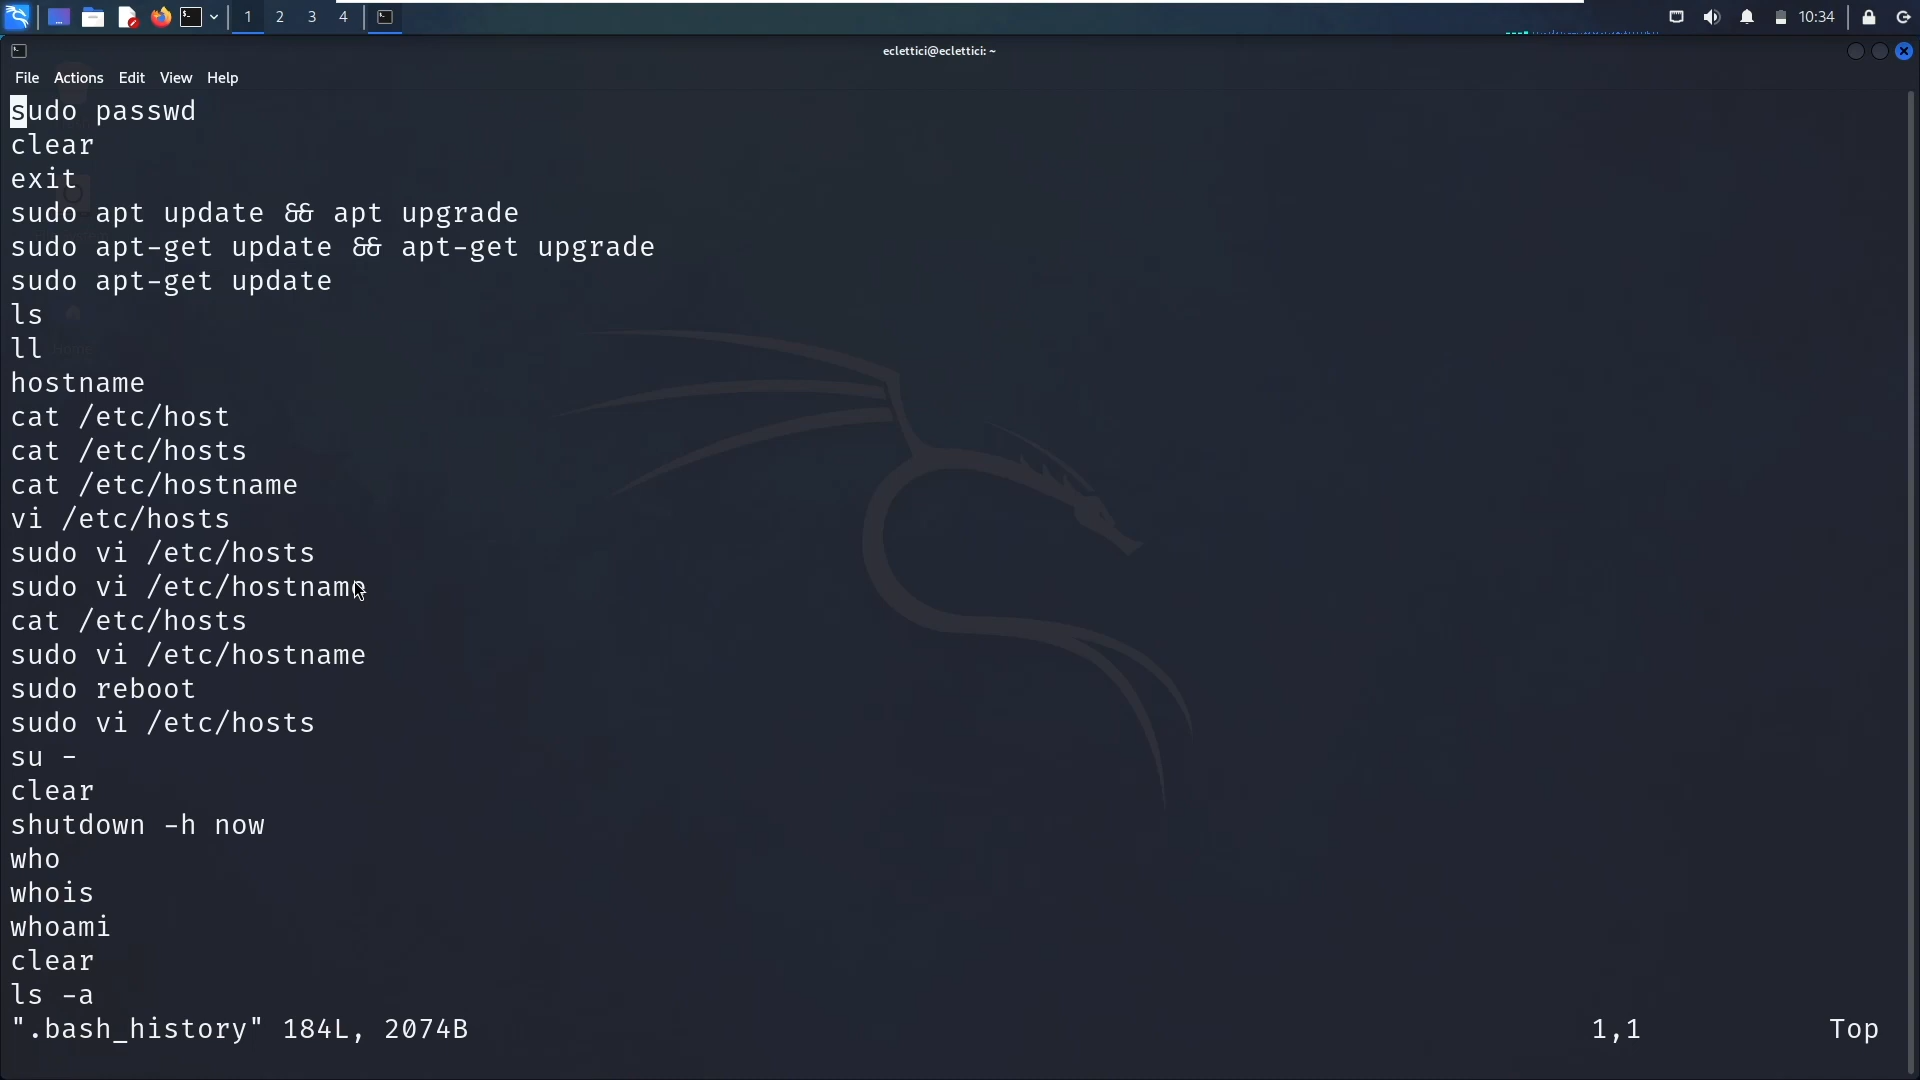 1 2 3 4
10:34
eclettici@eclettici: ~
File Actions Edit View Help
sudo passwd
clear
exit
sudo apt update && apt upgrade
sudo apt-get update && apt-get upgrade
sudo apt-get update
ls
ll
hostname
cat /etc/host
cat /etc/hosts
cat /etc/hostname
vi /etc/hosts
sudo vi /etc/hosts
sudo vi /etc/hostname
cat /etc/hosts
sudo vi /etc/hostname
sudo reboot
sudo vi /etc/hosts
su -
clear
shutdown -h now
who
whois
whoami
clear
ls -a
".bash_history" 184L, 2074B 1,1 Top